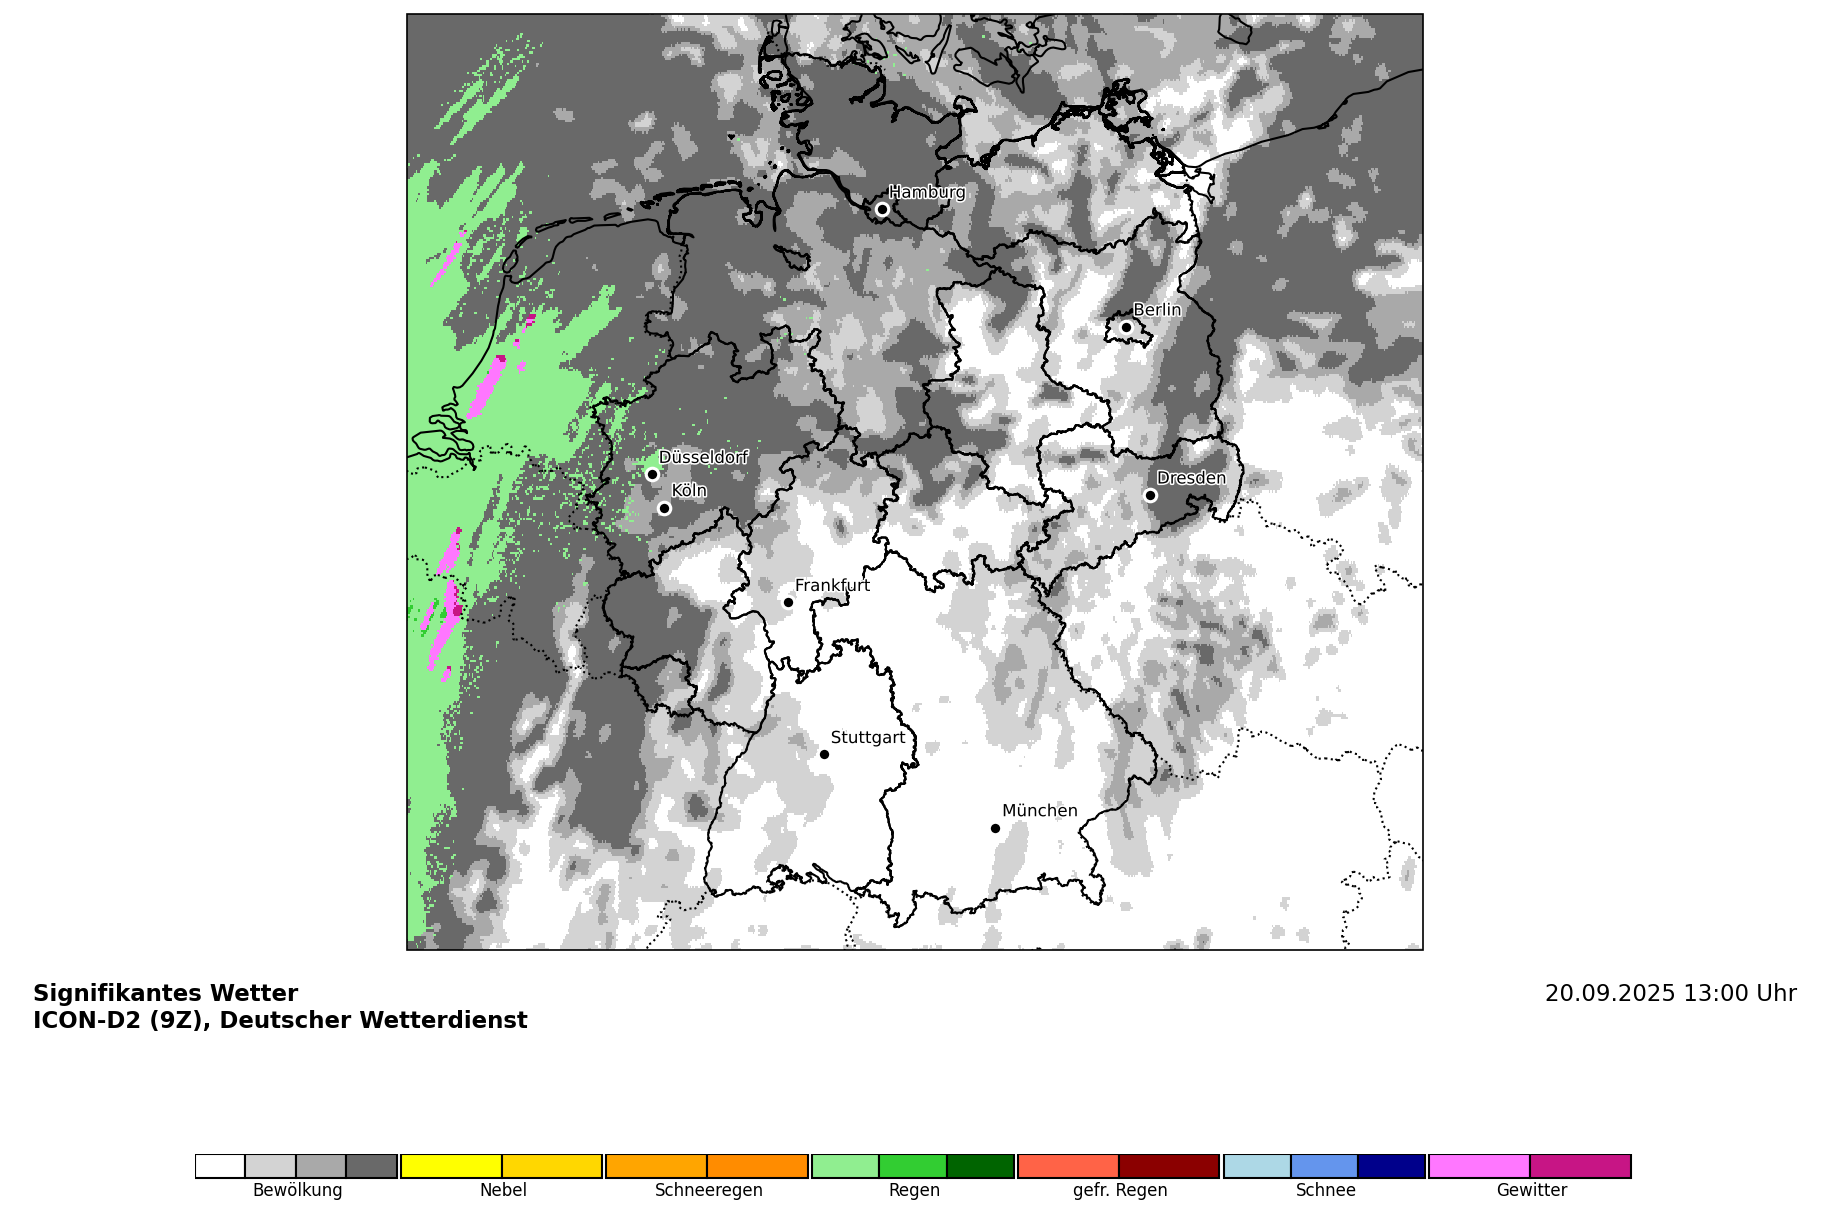 Hamburg
Berlin
Düsseldorf
Köln
Dresden
Frankfurt
Stuttgart
München
Signifikantes Wetter
20.09.2025 13:00 Uhr
ICON-D2 (9Z), Deutscher Wetterdienst
Bewölkung
Nebel
Schneeregen
Regen
gefr. Regen
Schnee
Gewitter